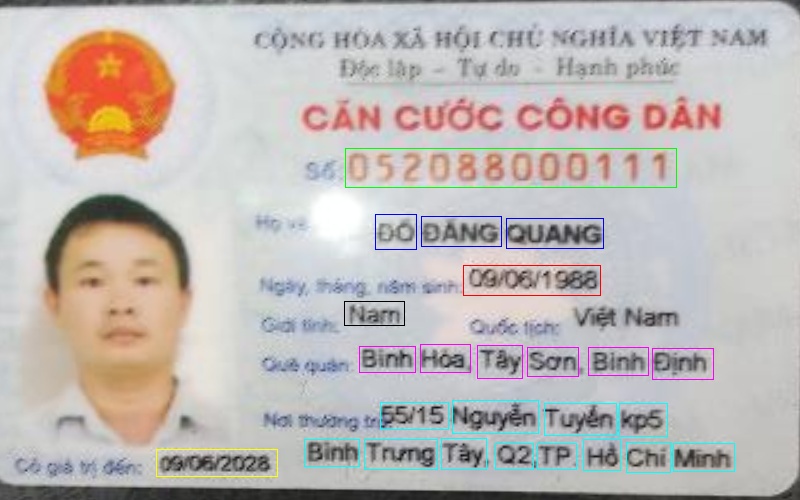 CỘNG HÒA XÃ HỘI CHỦ NGHĨA VIỆT NAM
Độc lập - Tự do - Hạnh phúc
CĂN CƯỚC CÔNG DÂN
Số: 052088000111
Họ và
ĐỖ ĐĂNG QUANG
Ngày, tháng, năm sinh: 09/06/1988
Giới tính: Nam Quốc tịch: Việt Nam
Quê quán: Bình Hòa, Tây Sơn, Bình Định
Nơi thường trú: 55/15 Nguyễn Tuyển kp5
Bình Trưng Tây, Q2,TP. Hồ Chí Minh
Có giá trị đến: 09/06/2028